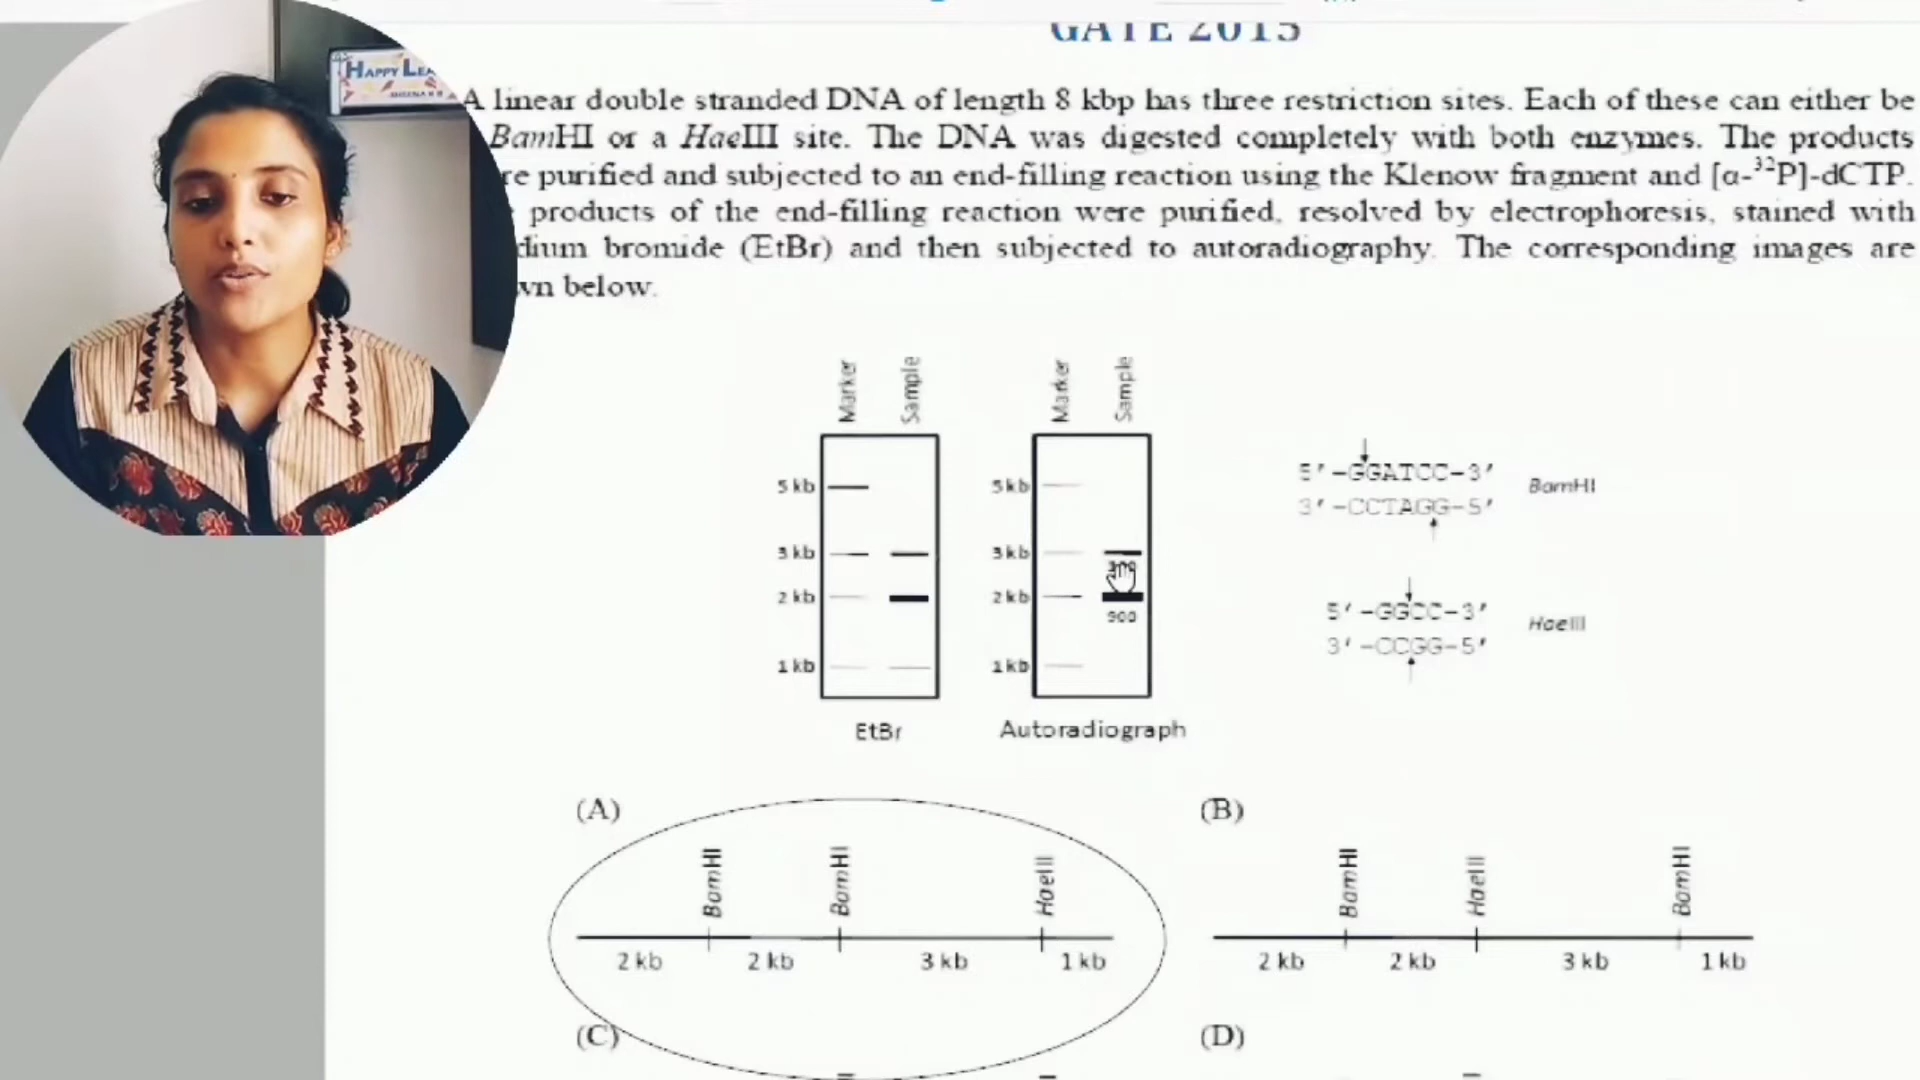 GATE 2015
HAPPY LEA
A linear double stranded DNA of length 8 kbp has three restriction sites. Each of these can either be
BamHI or a HaeIII site. The DNA was digested completely with both enzymes. The products
re purified and subjected to an end-filling reaction using the Klenow fragment and [α-³²P]-dCTP.
products of the end-filling reaction were purified, resolved by electrophoresis, stained with
dium bromide (EtBr) and then subjected to autoradiography. The corresponding images are
wn below.
Marker Sample Marker Sample
5 kb 5 kb
3 kb 3 kb
2 kb 2 kb
900
1 kb 1 kb
EtBr Autoradiograph
5′-GGATCC-3′ BamHI
3′-CCTAGG-5′
5′-GGCC-3′ HaeIII
3′-CCGG-5′
(A) (B)
BamHI BamHI HaeIII BamHI HaeIII BamHI
2 kb 2 kb 3 kb 1 kb 2 kb 2 kb 3 kb 1 kb
(C) (D)